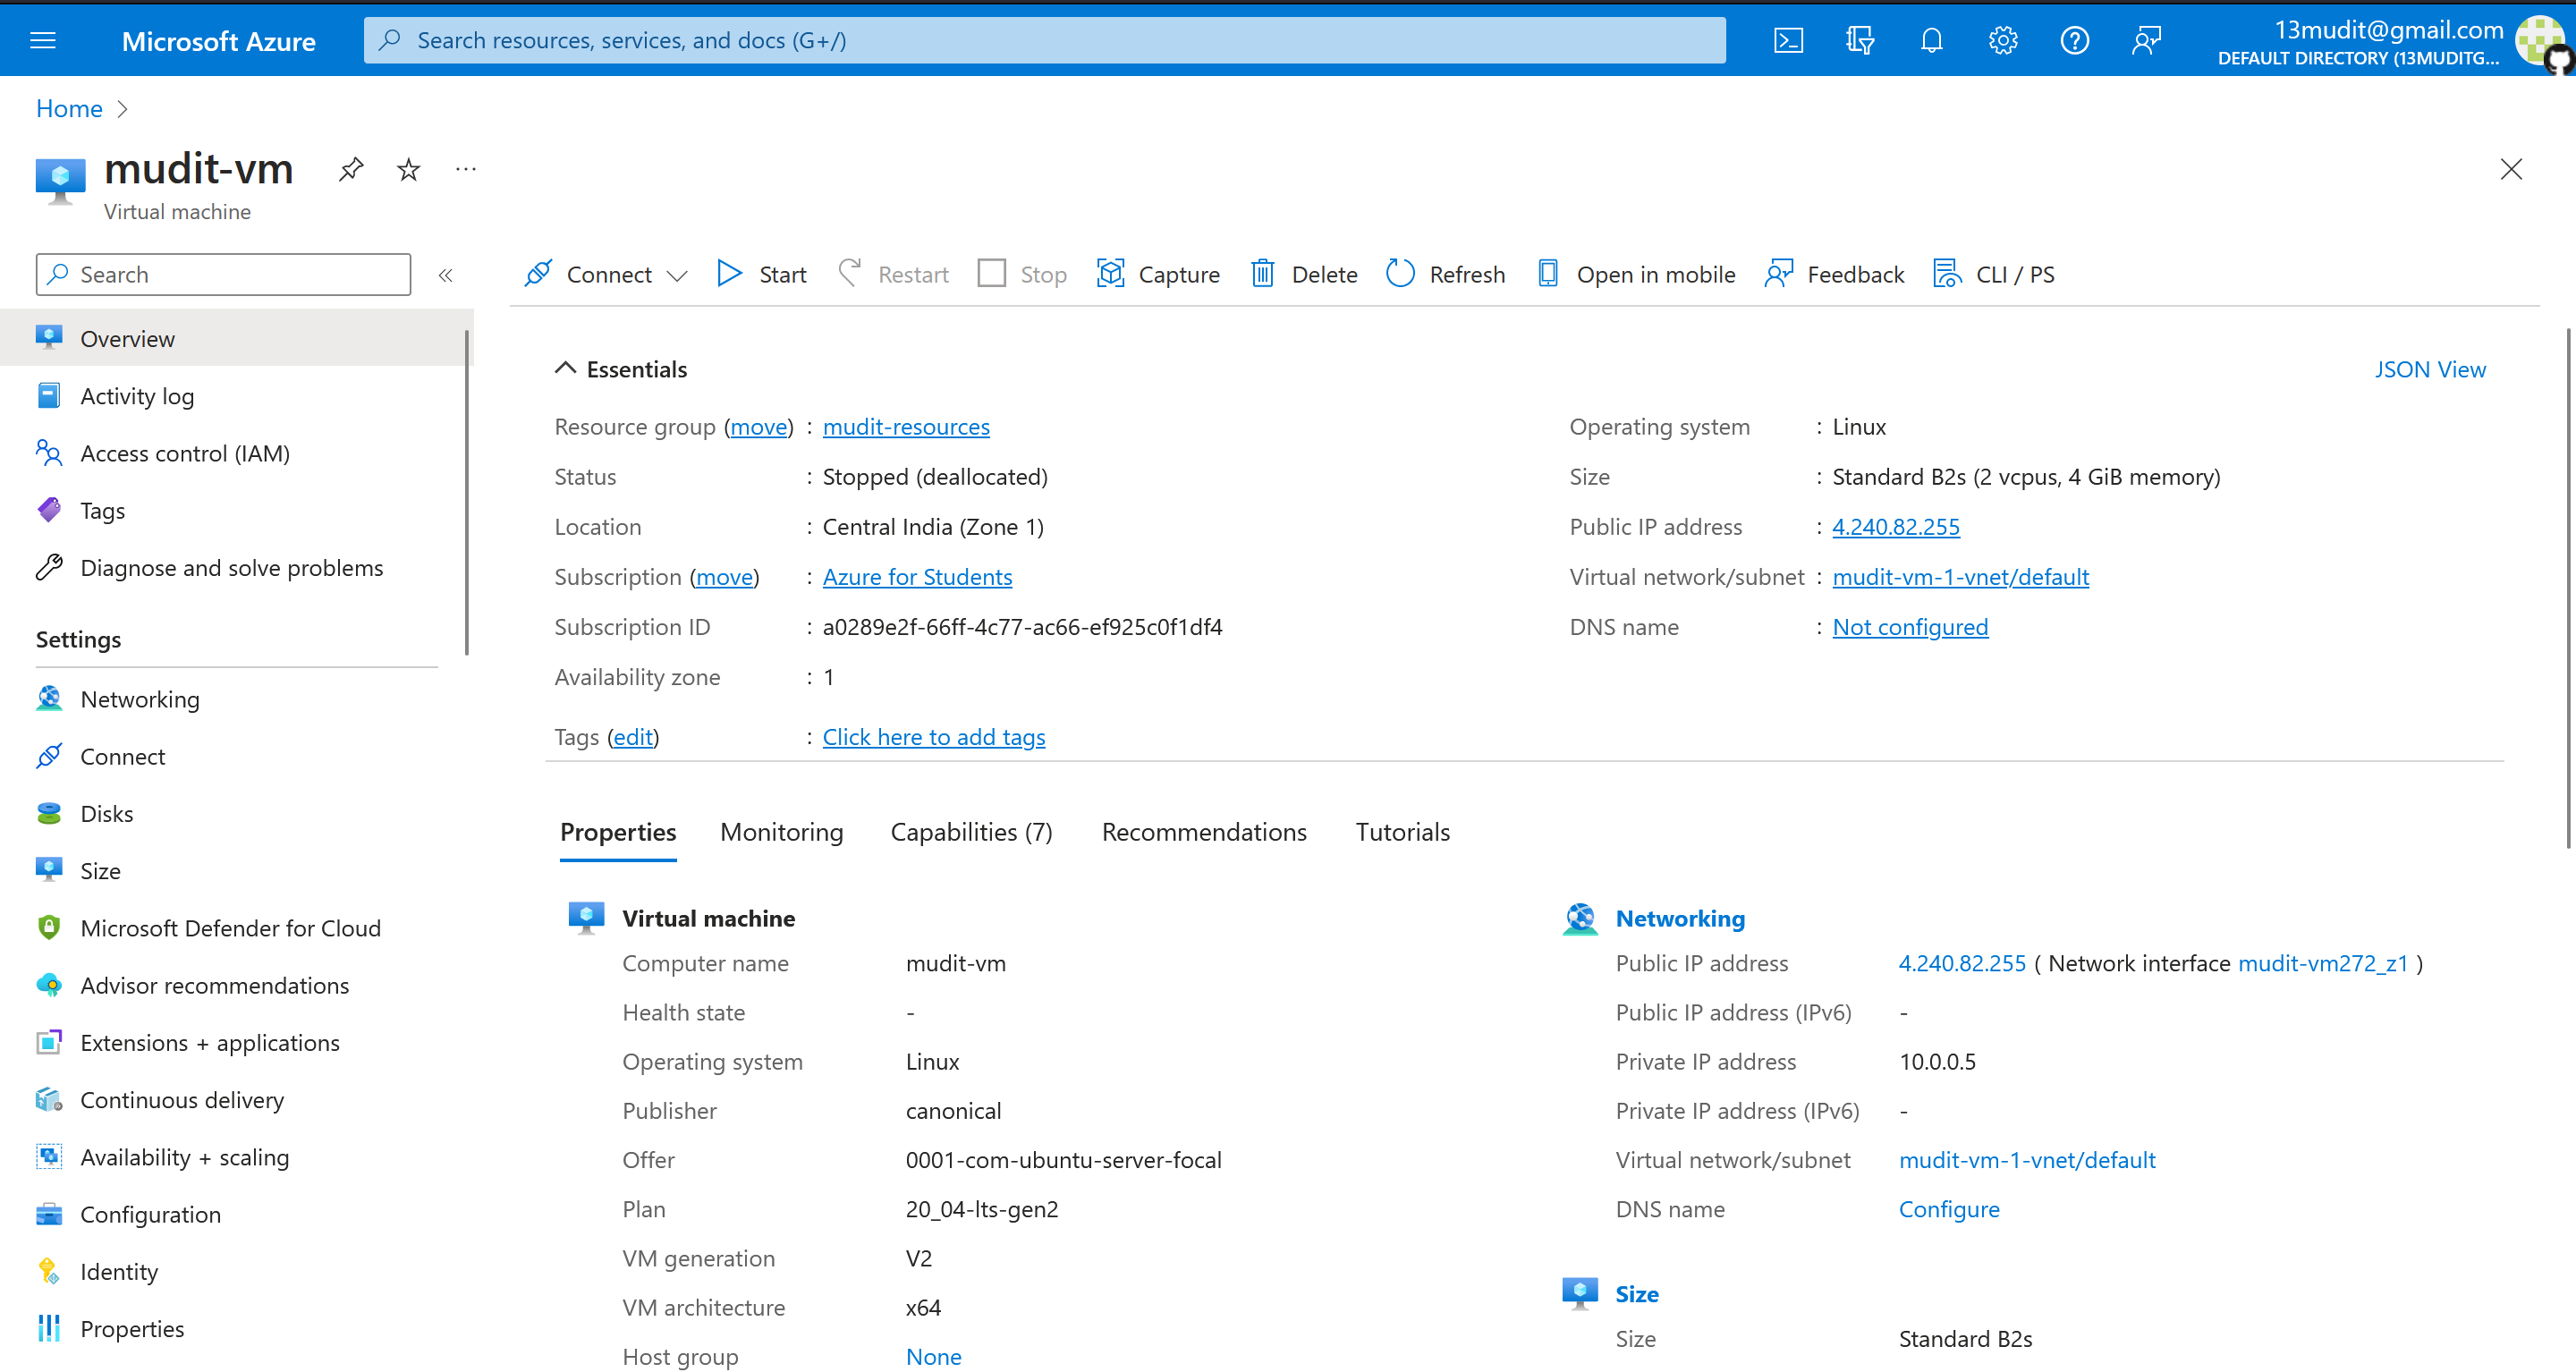 Microsoft Azure
Search resources, services, and docs (G+/)
13mudit@gmail.com
DEFAULT DIRECTORY (13MUDITG...
Home
mudit-vm
...
Virtual machine
Search
«
Connect Start Restart Stop Capture Delete Refresh Open in mobile Feedback CLI / PS
Overview
Activity log
Access control (IAM)
Tags
Diagnose and solve problems
Settings
Networking
Connect
Disks
Size
Microsoft Defender for Cloud
Advisor recommendations
Extensions + applications
Continuous delivery
Availability + scaling
Configuration
Identity
Properties
Essentials
JSON View
Resource group (move) : mudit-resources
Status : Stopped (deallocated)
Location : Central India (Zone 1)
Subscription (move) : Azure for Students
Subscription ID : a0289e2f-66ff-4c77-ac66-ef925c0f1df4
Availability zone : 1
Tags (edit) : Click here to add tags
Operating system : Linux
Size : Standard B2s (2 vcpus, 4 GiB memory)
Public IP address : 4.240.82.255
Virtual network/subnet : mudit-vm-1-vnet/default
DNS name : Not configured
Properties Monitoring Capabilities (7) Recommendations Tutorials
Virtual machine
Computer name mudit-vm
Health state -
Operating system Linux
Publisher canonical
Offer 0001-com-ubuntu-server-focal
Plan 20_04-lts-gen2
VM generation V2
VM architecture x64
Host group None
Networking
Public IP address 4.240.82.255 ( Network interface mudit-vm272_z1 )
Public IP address (IPv6) -
Private IP address 10.0.0.5
Private IP address (IPv6) -
Virtual network/subnet mudit-vm-1-vnet/default
DNS name Configure
Size
Size Standard B2s